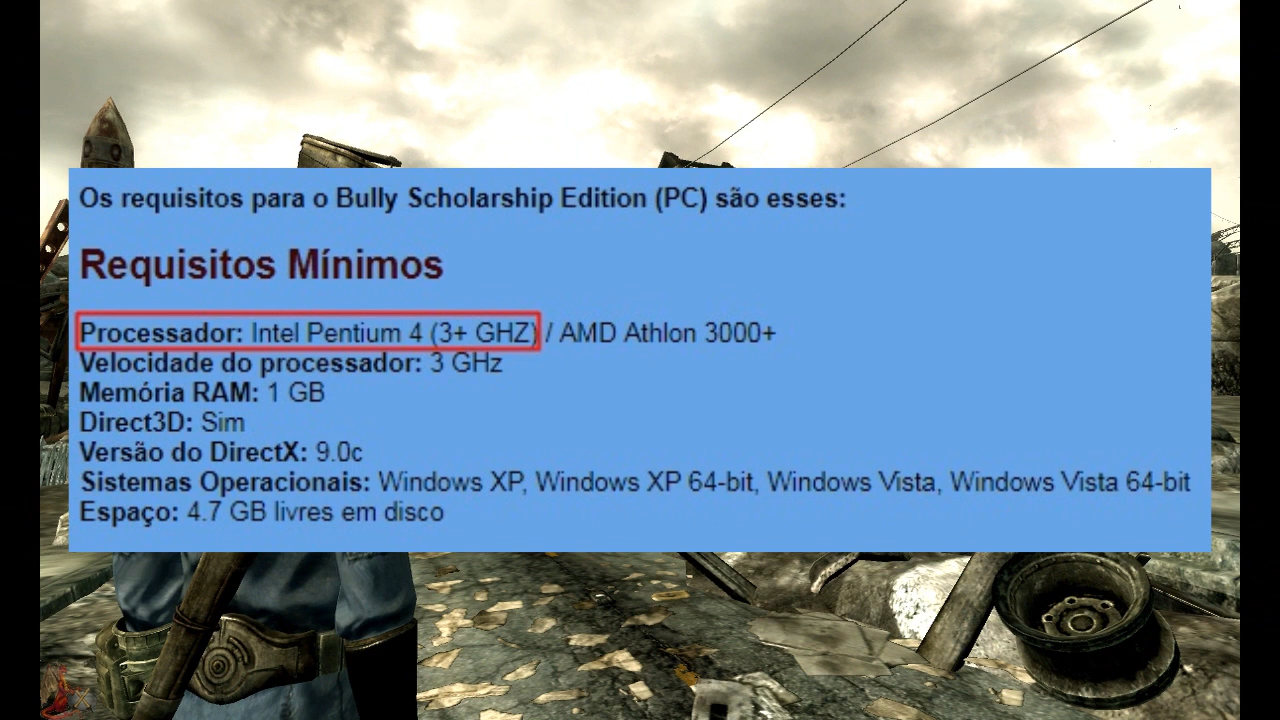 Os requisitos para o Bully Scholarship Edition (PC) são esses:
Requisitos Mínimos
Processador: Intel Pentium 4 (3+ GHZ) / AMD Athlon 3000+
Velocidade do processador: 3 GHz
Memória RAM: 1 GB
Direct3D: Sim
Versão do DirectX: 9.0c
Sistemas Operacionais: Windows XP, Windows XP 64-bit, Windows Vista, Windows Vista 64-bit
Espaço: 4.7 GB livres em disco